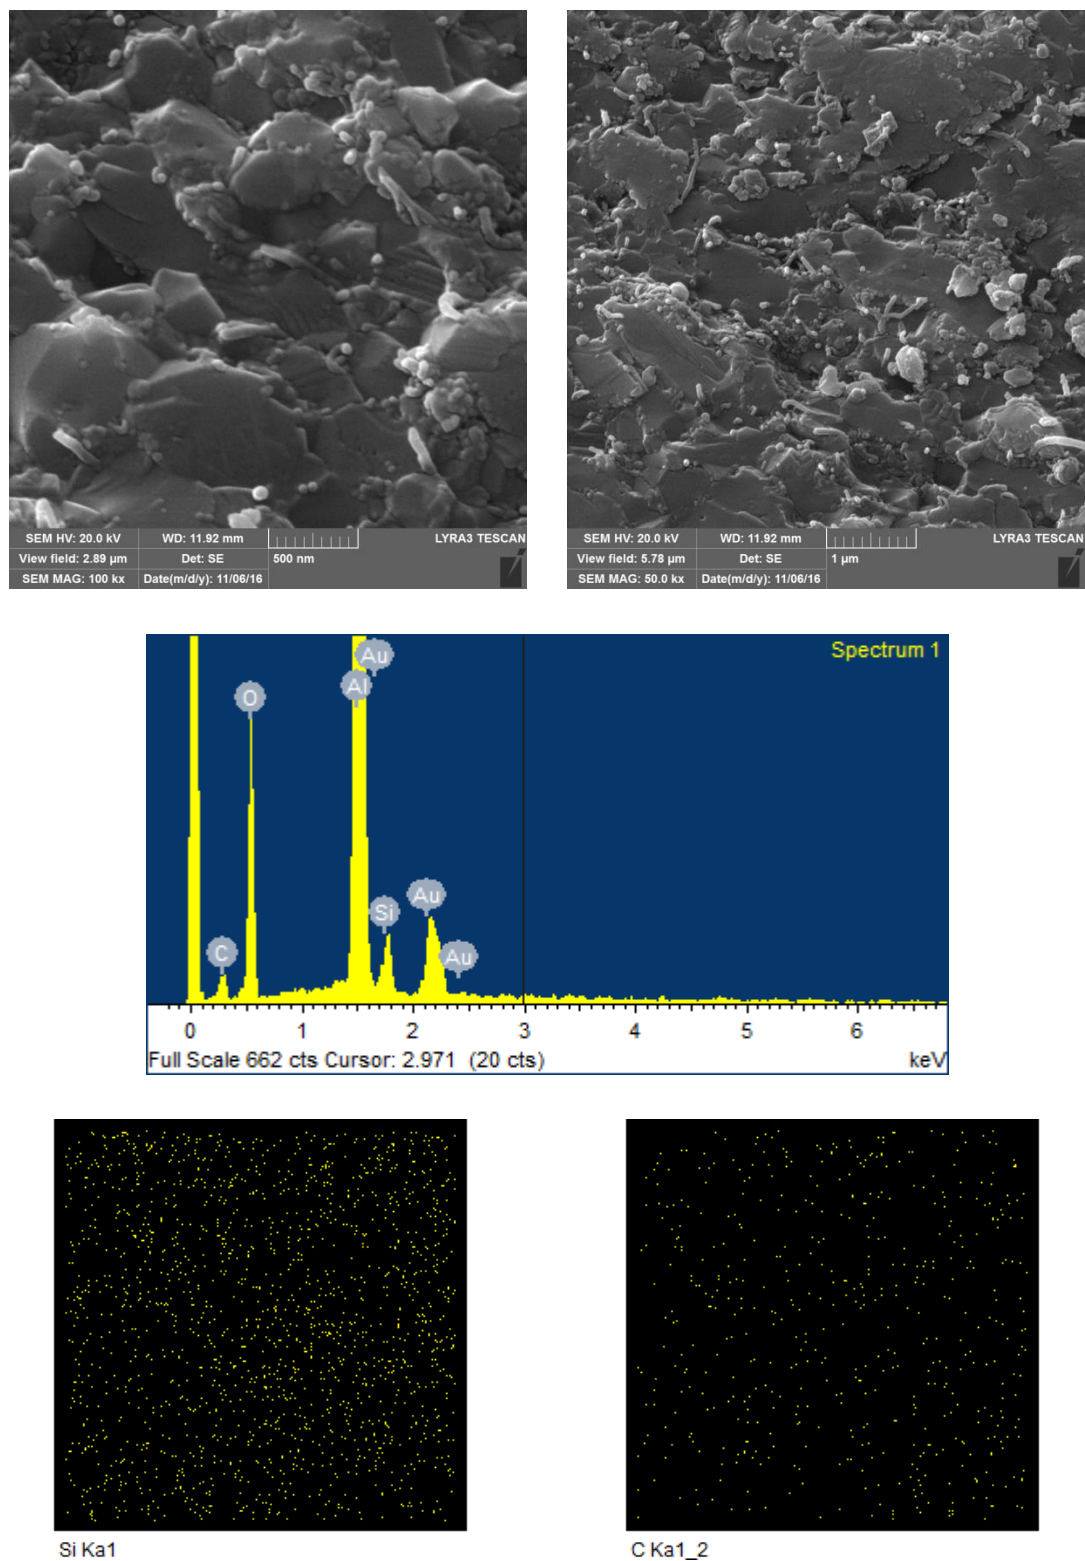 SEM HV: 20.0 kV WD: 11.92 mm LYRA3 TESCAN
View field: 2.89 µm Det: SE 500 nm
SEM MAG: 100 kx Date(m/d/y): 11/06/16
SEM HV: 20.0 kV WD: 11.92 mm LYRA3 TESCAN
View field: 5.78 µm Det: SE 1 µm
SEM MAG: 50.0 kx Date(m/d/y): 11/06/16
Spectrum 1
Au
Al
O
Au
Si
C
Au
0 1 2 3 4 5 6
Full Scale 662 cts Cursor: 2.971 (20 cts) keV
Si Ka1
C Ka1_2